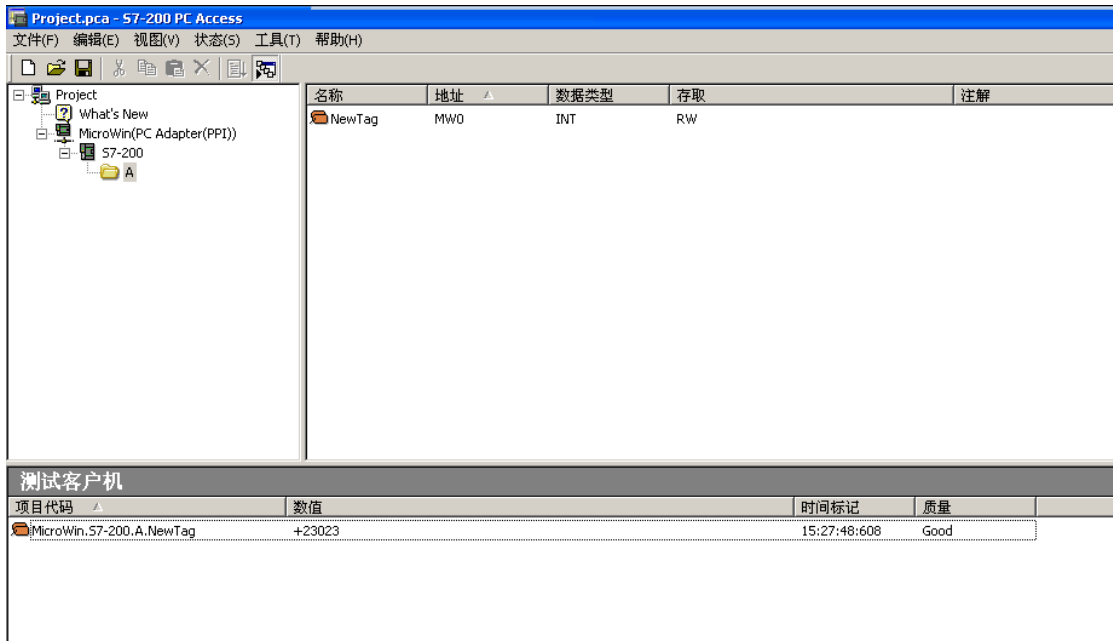 Project.pca - S7-200 PC Access
文件(F) 编辑(E) 视图(V) 状态(S) 工具(T) 帮助(H)
Project
What's New
MicroWin(PC Adapter(PPI))
S7-200
A
名称 地址 数据类型 存取 注解
NewTag MW0 INT RW
测试客户机
项目代码 数值 时间标记 质量
MicroWin.S7-200.A.NewTag +23023 15:27:48:608 Good